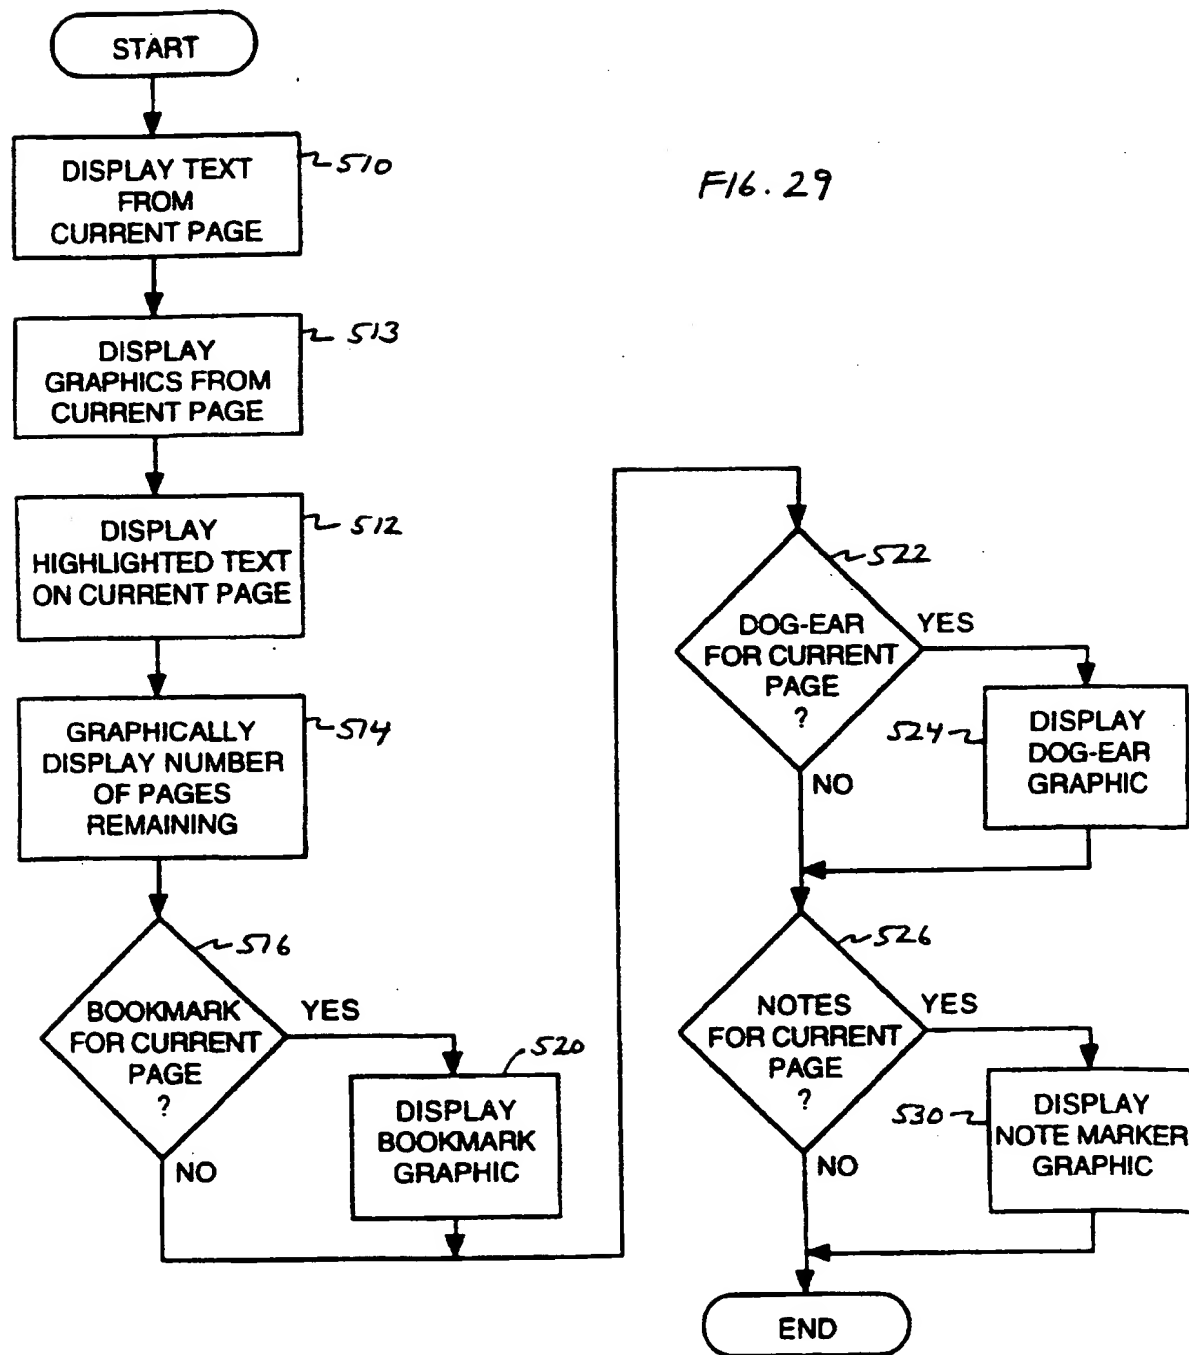 START
DISPLAY TEXT
FROM
CURRENT PAGE
510
FIG. 29
DISPLAY
GRAPHICS FROM
CURRENT PAGE
513
DISPLAY
HIGHLIGHTED TEXT
ON CURRENT PAGE
512
GRAPHICALLY
DISPLAY NUMBER
OF PAGES
REMAINING
514
BOOKMARK
FOR CURRENT
PAGE
?
516
YES
NO
DISPLAY
BOOKMARK
GRAPHIC
520
DOG-EAR
FOR CURRENT
PAGE
?
522
YES
NO
DISPLAY
DOG-EAR
GRAPHIC
524
NOTES
FOR CURRENT
PAGE
?
526
YES
NO
DISPLAY
NOTE MARKER
GRAPHIC
530
END